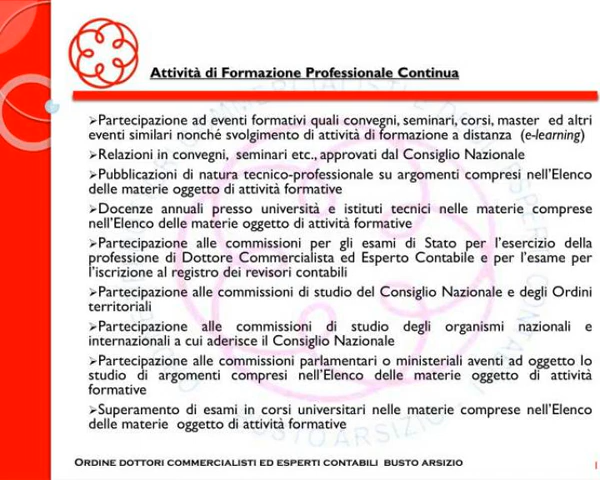 Attività di Formazione Professionale Continua
➢Partecipazione ad eventi formativi quali convegni, seminari, corsi, master ed altri
eventi similari nonché svolgimento di attività di formazione a distanza (e-learning)
➢Relazioni in convegni, seminari etc., approvati dal Consiglio Nazionale
➢Pubblicazioni di natura tecnico-professionale su argomenti compresi nell'Elenco
delle materie oggetto di attività formative
➢Docenze annuali presso università e istituti tecnici nelle materie comprese
nell'Elenco delle materie oggetto di attività formative
➢Partecipazione alle commissioni per gli esami di Stato per l'esercizio della
professione di Dottore Commercialista ed Esperto Contabile e per l'esame per
l'iscrizione al registro dei revisori contabili
➢Partecipazione alle commissioni di studio del Consiglio Nazionale e degli Ordini
territoriali
➢Partecipazione alle commissioni di studio degli organismi nazionali e
internazionali a cui aderisce il Consiglio Nazionale
➢Partecipazione alle commissioni parlamentari o ministeriali aventi ad oggetto lo
studio di argomenti compresi nell'Elenco delle materie oggetto di attività
formative
➢Superamento di esami in corsi universitari nelle materie comprese nell'Elenco
delle materie oggetto di attività formative
ORDINE DOTTORI COMMERCIALISTI ED ESPERTI CONTABILI BUSTO ARSIZIO
1